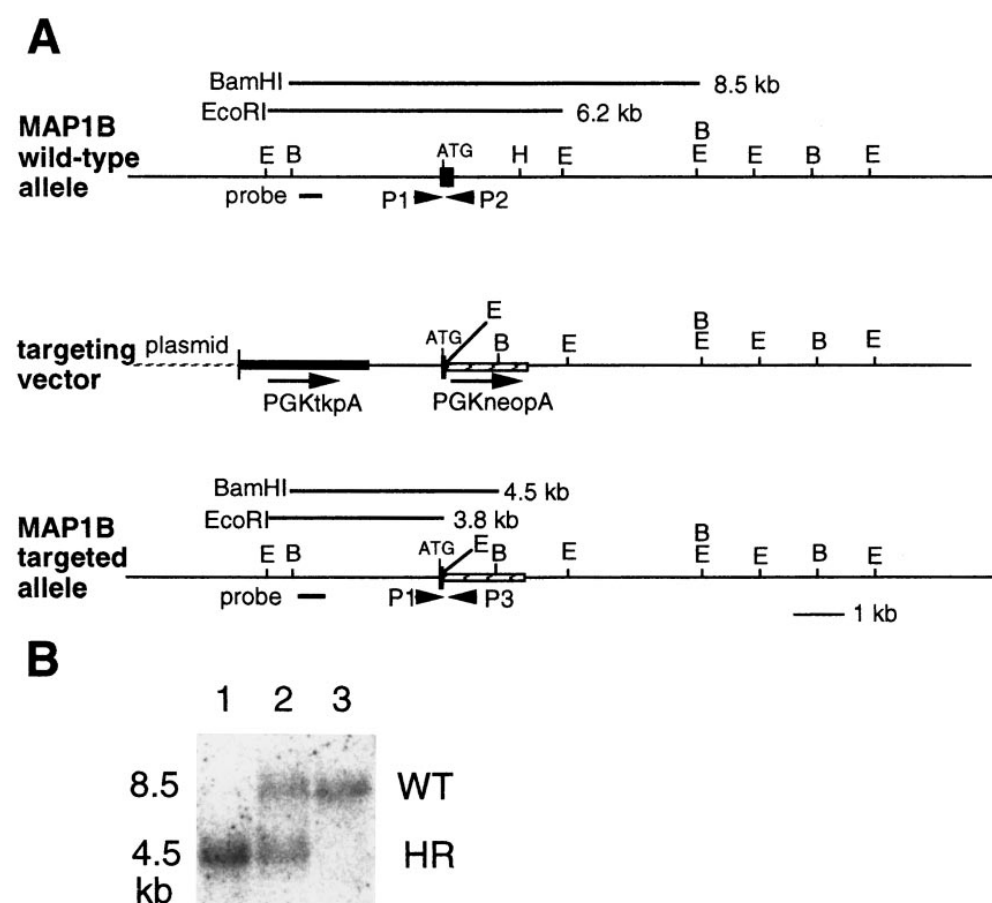 A
BamHI 8.5 kb
EcoRI 6.2 kb
MAP1B
wild-type
allele
B
E B ATG H E E E B E
probe P1 P2
E
B
targeting
vector
plasmid ATG B E E E B E
PGKtkpA PGKneopA
BamHI 4.5 kb
EcoRI 3.8 kb
MAP1B
targeted
allele
B
E B ATG E B E E E B E
probe P1 P3
1 kb
B
1 2 3
8.5 WT
4.5 HR
kb